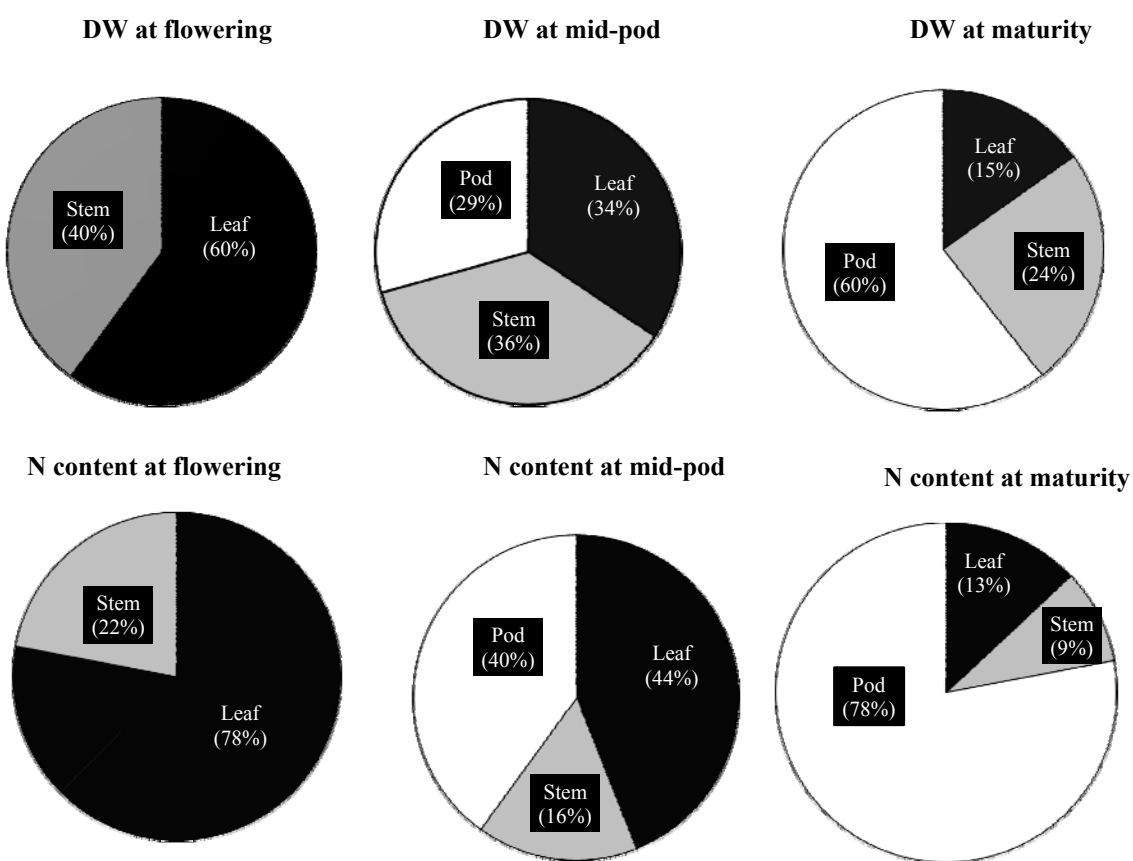 DW at flowering
DW at mid-pod
DW at maturity
Stem
(40%)
Leaf
(60%)
Pod
(29%)
Leaf
(34%)
Stem
(36%)
Leaf
(15%)
Stem
(24%)
Pod
(60%)
N content at flowering
N content at mid-pod
N content at maturity
Stem
(22%)
Leaf
(78%)
Pod
(40%)
Leaf
(44%)
Stem
(16%)
Leaf
(13%)
Stem
(9%)
Pod
(78%)